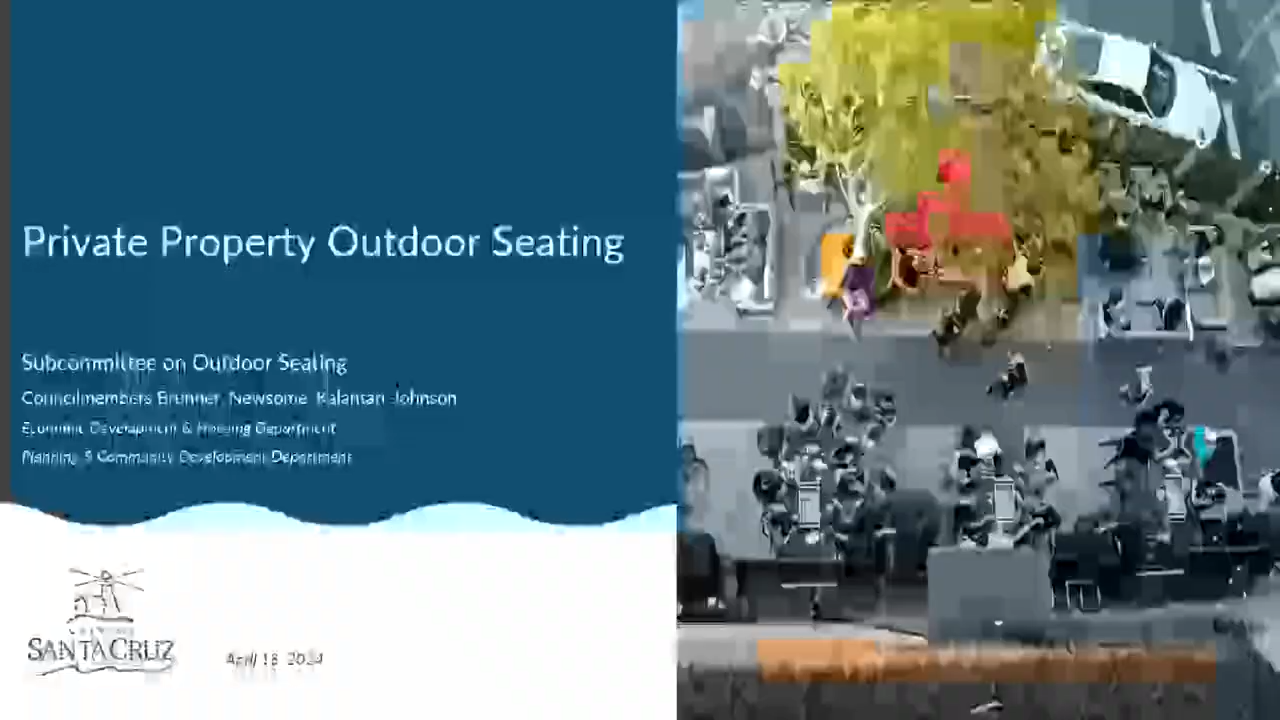 Private Property Outdoor Seating
Subcommittee on Outdoor Seating
Councilmembers Brunner, Newsome, Kalantari-Johnson
Economic Development & Housing Department
Planning & Community Development Department
SANTA CRUZ
April 18, 2024